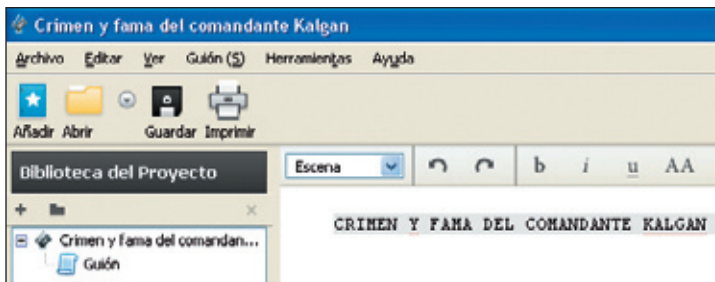 Crimen y fama del comandante Kalgan
Archivo Editar Ver Guión (S) Herramientas Ayuda
Añadir Abrir Guardar Imprimir
Biblioteca del Proyecto
Escena b i u AA
CRIMEN Y FAMA DEL COMANDANTE KALGAN
Crimen y fama del comandan...
Guión